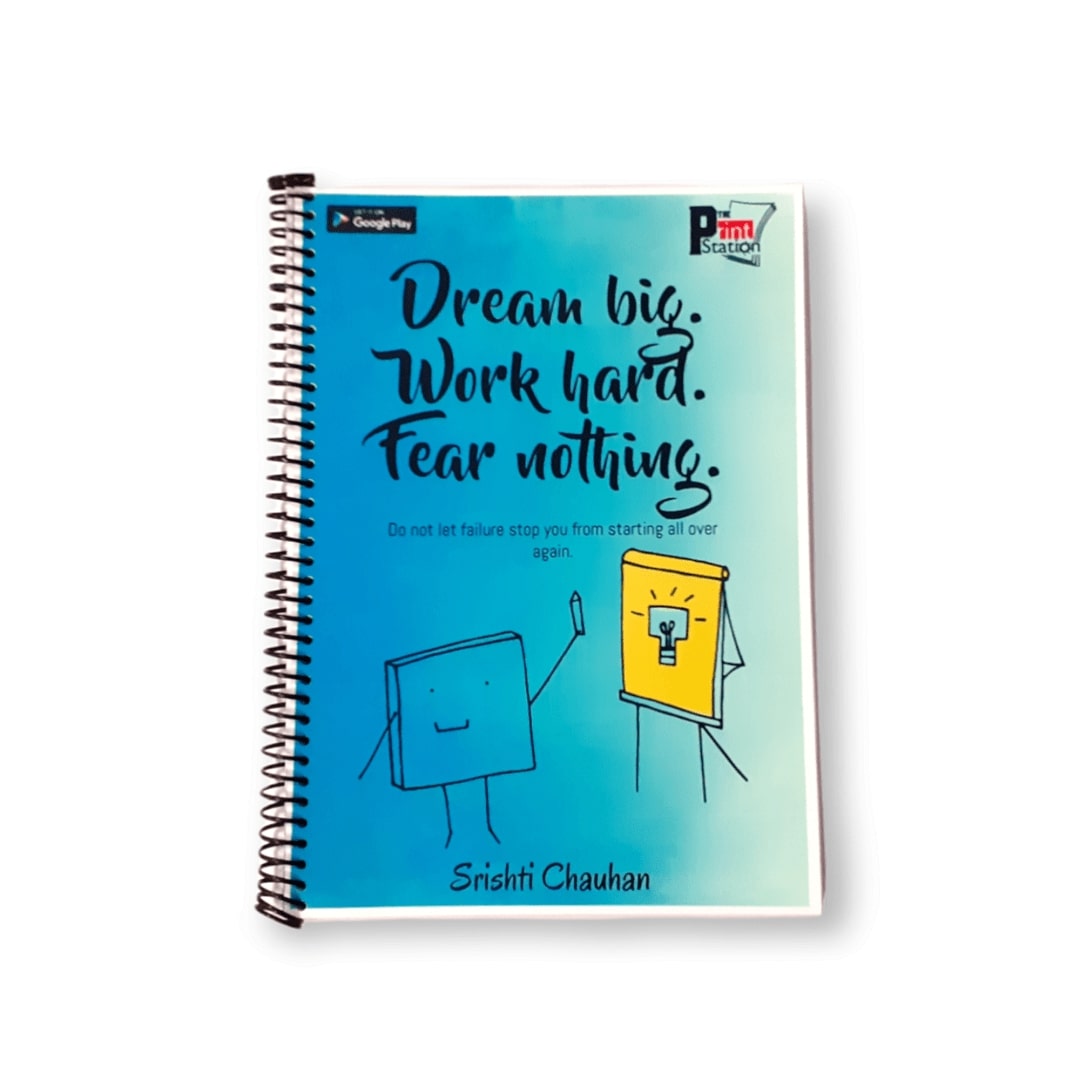 GET IT ON
Google Play
THE
Print
Station
Dream big.
Work hard.
Fear nothing.
Do not let failure stop you from starting all over
again.
Srishti Chauhan